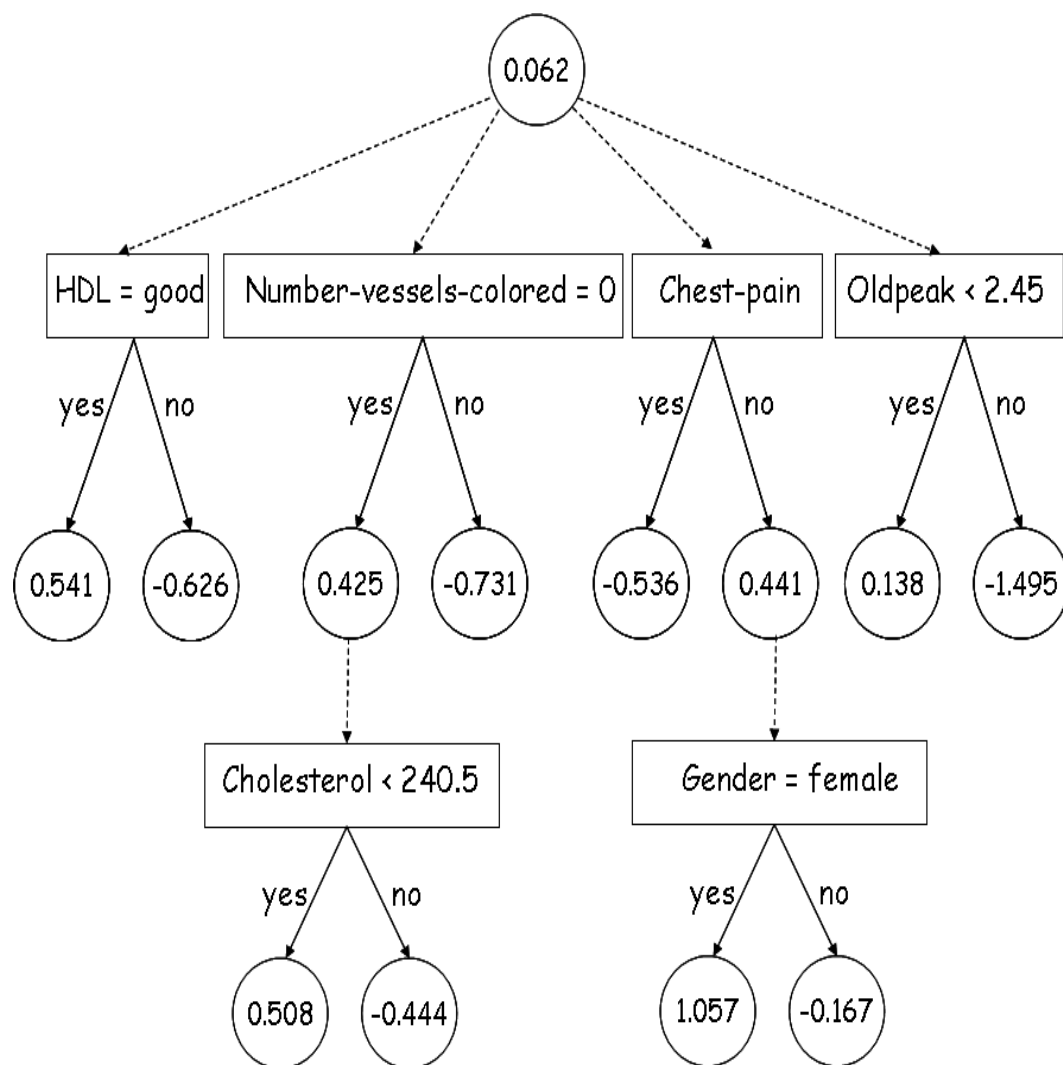 0.062
HDL = good
Number-vessels-colored = 0
Chest-pain
Oldpeak < 2.45
yes
no
yes
no
yes
no
yes
no
0.541
-0.626
0.425
-0.731
-0.536
0.441
0.138
-1.495
Cholesterol < 240.5
Gender = female
yes
no
yes
no
0.508
-0.444
1.057
-0.167